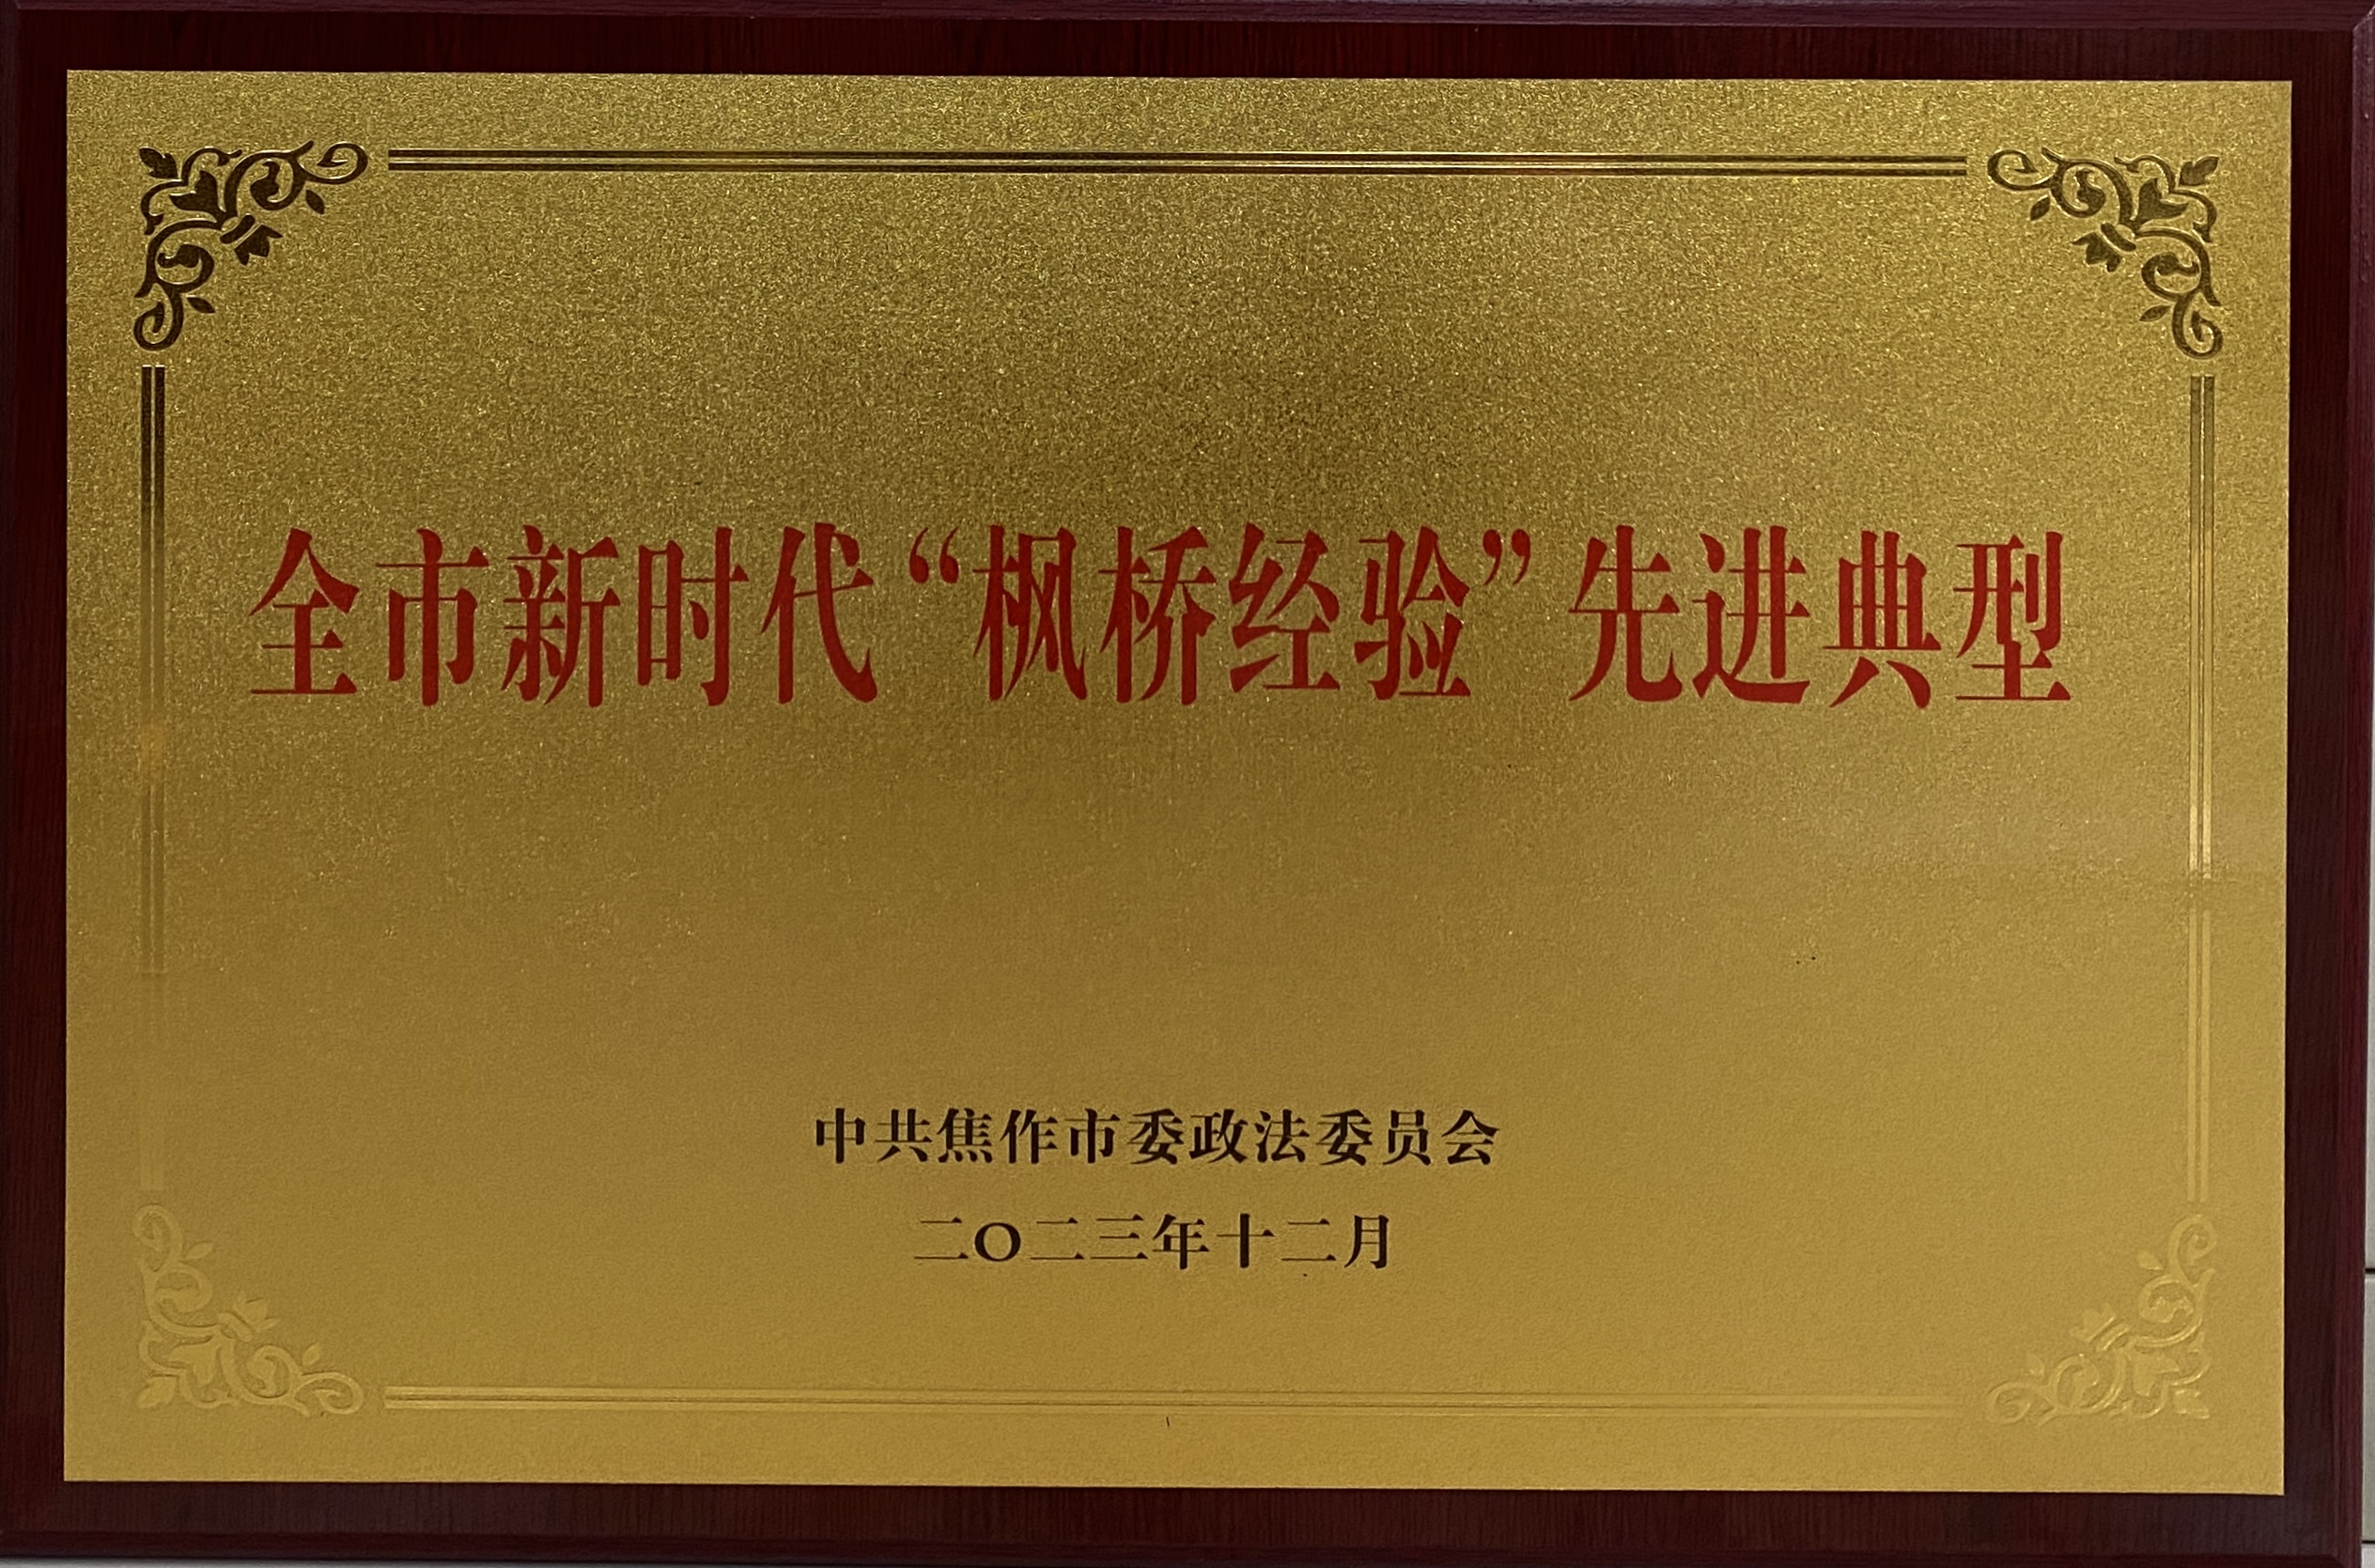 全市新时代“枫桥经验”先进典型
中共焦作市委政法委员会
二〇二三年十二月